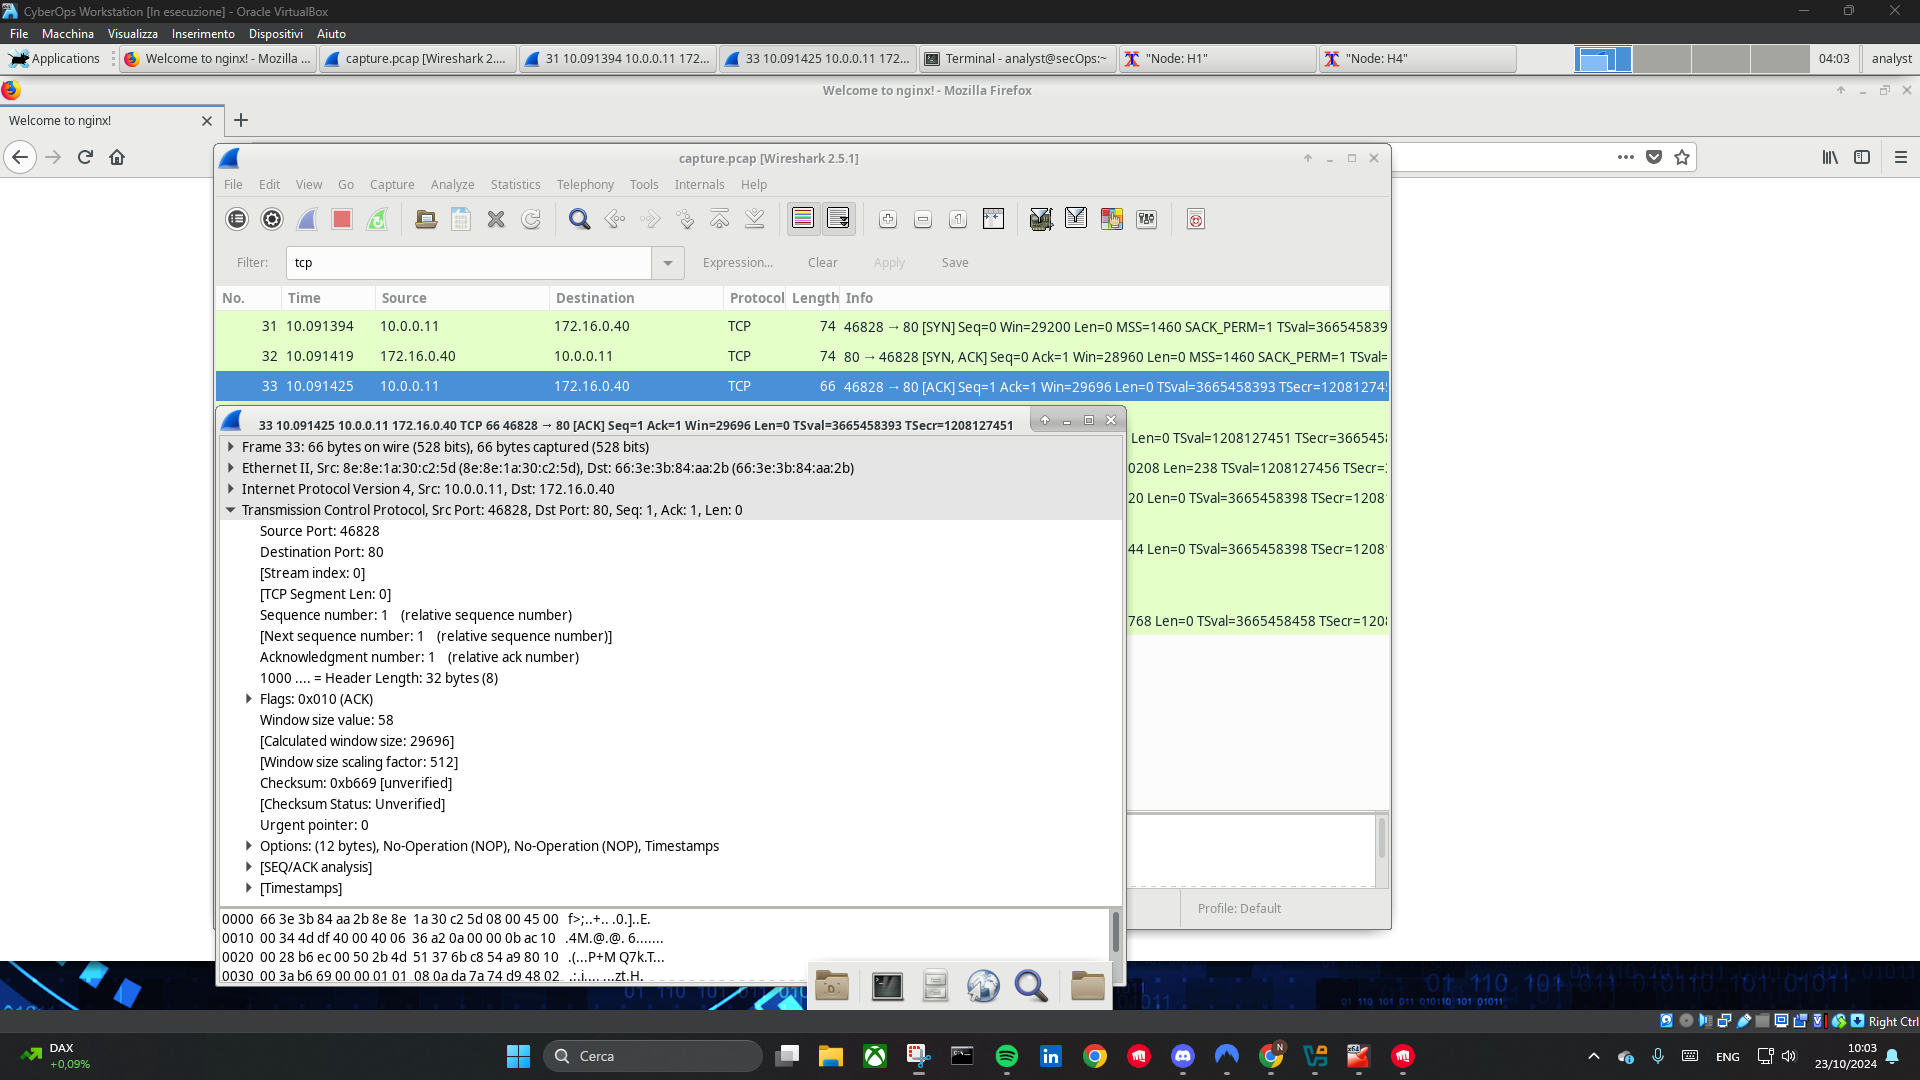 CyberOps Workstation [In esecuzione] - Oracle VirtualBox
File Macchina Visualizza Inserimento Dispositivi Aiuto
Applications Welcome to nginx! - Mozilla ... capture.pcap [Wireshark 2.... 31 10.091394 10.0.0.11 172... 33 10.091425 10.0.0.11 172... Terminal - analyst@secOps:~ "Node: H1" "Node: H4" 04:03 analyst
Welcome to nginx! - Mozilla Firefox
Welcome to nginx!
capture.pcap [Wireshark 2.5.1]
File Edit View Go Capture Analyze Statistics Telephony Tools Internals Help
Filter: tcp Expression... Clear Apply Save
No. Time Source Destination Protocol Length Info
31 10.091394 10.0.0.11 172.16.0.40 TCP 74 46828 → 80 [SYN] Seq=0 Win=29200 Len=0 MSS=1460 SACK_PERM=1 TSval=366545839
32 10.091419 172.16.0.40 10.0.0.11 TCP 74 80 → 46828 [SYN, ACK] Seq=0 Ack=1 Win=28960 Len=0 MSS=1460 SACK_PERM=1 TSval=
33 10.091425 10.0.0.11 172.16.0.40 TCP 66 46828 → 80 [ACK] Seq=1 Ack=1 Win=29696 Len=0 TSval=3665458393 TSecr=120812745
33 10.091425 10.0.0.11 172.16.0.40 TCP 66 46828 → 80 [ACK] Seq=1 Ack=1 Win=29696 Len=0 TSval=3665458393 TSecr=1208127451
Len=0 TSval=1208127451 TSecr=366545
0208 Len=238 TSval=1208127456 TSecr=
20 Len=0 TSval=3665458398 TSecr=1208
44 Len=0 TSval=3665458398 TSecr=1208
768 Len=0 TSval=3665458458 TSecr=120
Frame 33: 66 bytes on wire (528 bits), 66 bytes captured (528 bits)
Ethernet II, Src: 8e:8e:1a:30:c2:5d (8e:8e:1a:30:c2:5d), Dst: 66:3e:3b:84:aa:2b (66:3e:3b:84:aa:2b)
Internet Protocol Version 4, Src: 10.0.0.11, Dst: 172.16.0.40
Transmission Control Protocol, Src Port: 46828, Dst Port: 80, Seq: 1, Ack: 1, Len: 0
Source Port: 46828
Destination Port: 80
[Stream index: 0]
[TCP Segment Len: 0]
Sequence number: 1 (relative sequence number)
[Next sequence number: 1 (relative sequence number)]
Acknowledgment number: 1 (relative ack number)
1000 .... = Header Length: 32 bytes (8)
Flags: 0x010 (ACK)
Window size value: 58
[Calculated window size: 29696]
[Window size scaling factor: 512]
Checksum: 0xb669 [unverified]
[Checksum Status: Unverified]
Urgent pointer: 0
Options: (12 bytes), No-Operation (NOP), No-Operation (NOP), Timestamps
[SEQ/ACK analysis]
[Timestamps]
0000 66 3e 3b 84 aa 2b 8e 8e 1a 30 c2 5d 08 00 45 00 f>;..+.. .0.]..E.
0010 00 34 4d df 40 00 40 06 36 a2 0a 00 00 0b ac 10 .4M.@.@. 6.......
0020 00 28 b6 ec 00 50 2b 4d 51 37 6b c8 54 a9 80 10 .(...P+M Q7k.T...
0030 00 3a b6 69 00 00 01 01 08 0a da 7a 74 d9 48 02 .:.i.... ...zt.H.
Profile: Default
Right Ctrl
DAX
+0,09%
Cerca
ENG
10:03
23/10/2024